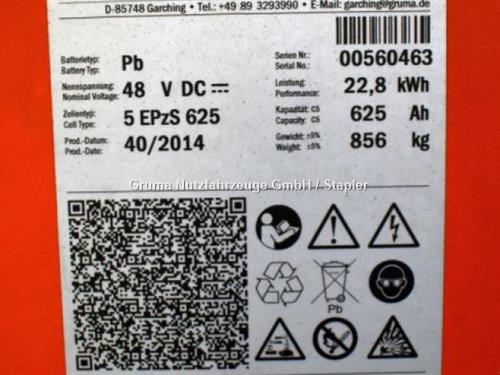 D-85748 Garching • Tel.: +49 89 3293990 • E-Mail: garching@gruma.de
Batterietyp: Pb
Battery Typ:
Serien Nr.: 00560463
Serial No.:
Nennspannung: 48 V DC
Nominal Voltage:
Leistung: 22,8 kWh
Performance:
Zellentyp: 5 EPzS 625
Cell Type:
Kapazität: C5 625 Ah
Capacity: C5
Prod.-Datum: 40/2014
Prod.-Date:
Gewicht: ±5% 856 kg
Weight: ±5%
Gruma Nutzfahrzeuge GmbH / Stapler
Pb